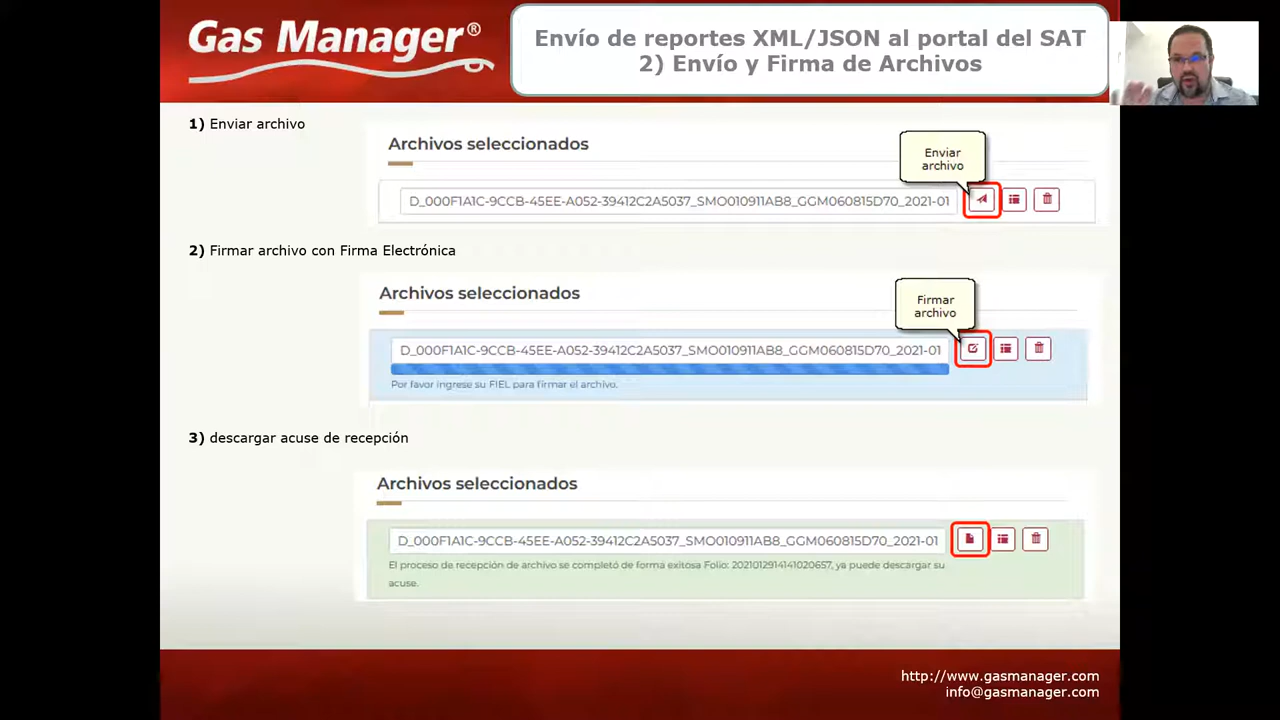 Gas Manager®
Envío de reportes XML/JSON al portal del SAT
2) Envío y Firma de Archivos
1) Enviar archivo
Archivos seleccionados
Enviar
archivo
D_000F1A1C-9CCB-45EE-A052-39412C2A5037_SMO010911AB8_GGM060815D70_2021-01
2) Firmar archivo con Firma Electrónica
Archivos seleccionados
Firmar
archivo
D_000F1A1C-9CCB-45EE-A052-39412C2A5037_SMO010911AB8_GGM060815D70_2021-01
Por favor ingrese su FIEL para firmar el archivo.
3) descargar acuse de recepción
Archivos seleccionados
D_000F1A1C-9CCB-45EE-A052-39412C2A5037_SMO010911AB8_GGM060815D70_2021-01
El proceso de recepción de archivo se completó de forma exitosa Folio: 2021012914141020657, ya puede descargar su
acuse.
http://www.gasmanager.com
info@gasmanager.com